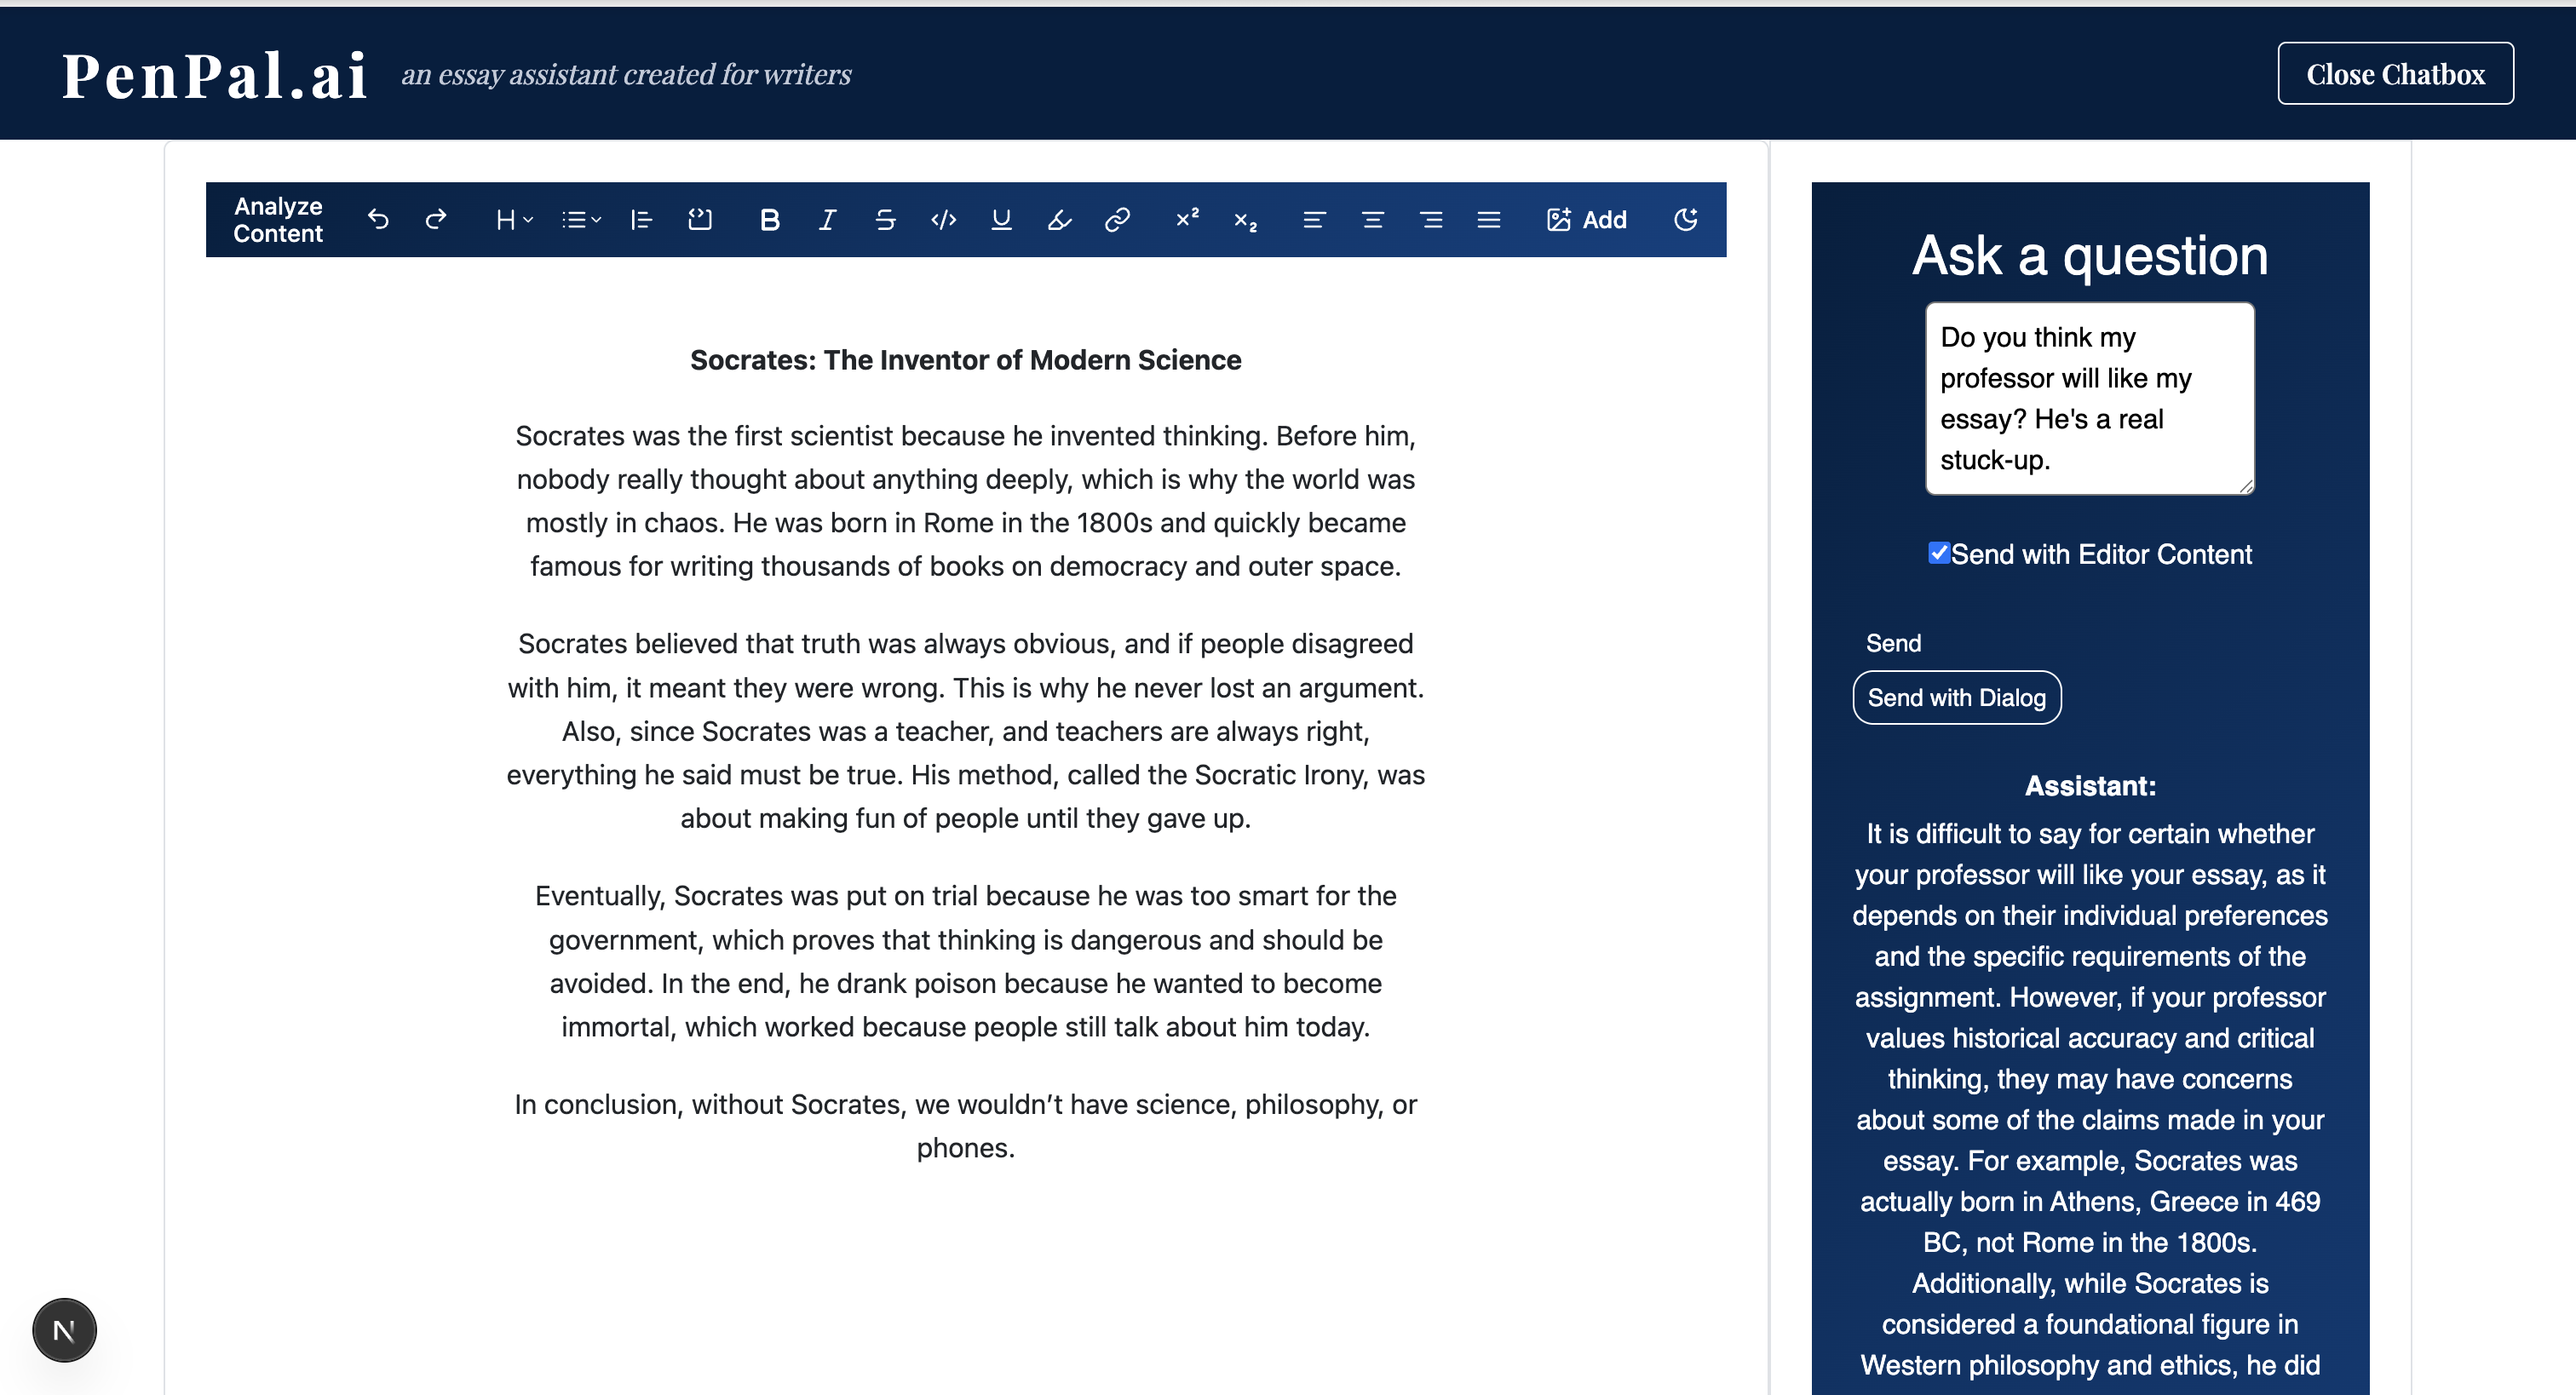 PenPal.ai
an essay assistant created for writers
Close Chatbox
Analyze
Content
Add
Socrates: The Inventor of Modern Science
Socrates was the first scientist because he invented thinking. Before him,
nobody really thought about anything deeply, which is why the world was
mostly in chaos. He was born in Rome in the 1800s and quickly became
famous for writing thousands of books on democracy and outer space.
Socrates believed that truth was always obvious, and if people disagreed
with him, it meant they were wrong. This is why he never lost an argument.
Also, since Socrates was a teacher, and teachers are always right,
everything he said must be true. His method, called the Socratic Irony, was
about making fun of people until they gave up.
Eventually, Socrates was put on trial because he was too smart for the
government, which proves that thinking is dangerous and should be
avoided. In the end, he drank poison because he wanted to become
immortal, which worked because people still talk about him today.
In conclusion, without Socrates, we wouldn’t have science, philosophy, or
phones.
Ask a question
Do you think my
professor will like my
essay? He's a real
stuck-up.
Send with Editor Content
Send
Send with Dialog
Assistant:
It is difficult to say for certain whether
your professor will like your essay, as it
depends on their individual preferences
and the specific requirements of the
assignment. However, if your professor
values historical accuracy and critical
thinking, they may have concerns
about some of the claims made in your
essay. For example, Socrates was
actually born in Athens, Greece in 469
BC, not Rome in the 1800s.
Additionally, while Socrates is
considered a foundational figure in
Western philosophy and ethics, he did